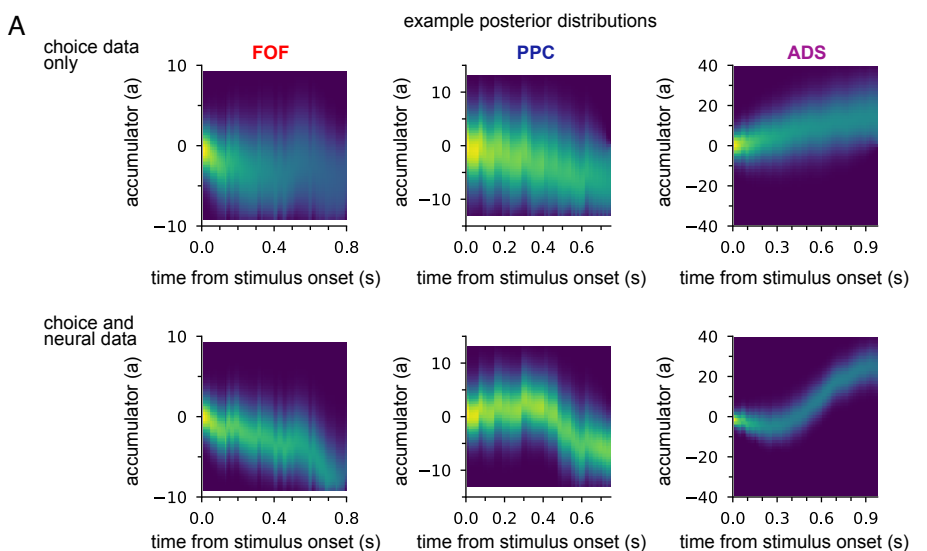 A
example posterior distributions
choice data
only
FOF
PPC
ADS
accumulator (a)
10
0
−10
0.0 0.4 0.8
time from stimulus onset (s)
accumulator (a)
10
0
−10
0.0 0.2 0.4 0.6
time from stimulus onset (s)
accumulator (a)
40
20
0
−20
−40
0.0 0.3 0.6 0.9
time from stimulus onset (s)
choice and
neural data
accumulator (a)
10
0
−10
0.0 0.4 0.8
time from stimulus onset (s)
accumulator (a)
10
0
−10
0.0 0.2 0.4 0.6
time from stimulus onset (s)
accumulator (a)
40
20
0
−20
−40
0.0 0.3 0.6 0.9
time from stimulus onset (s)